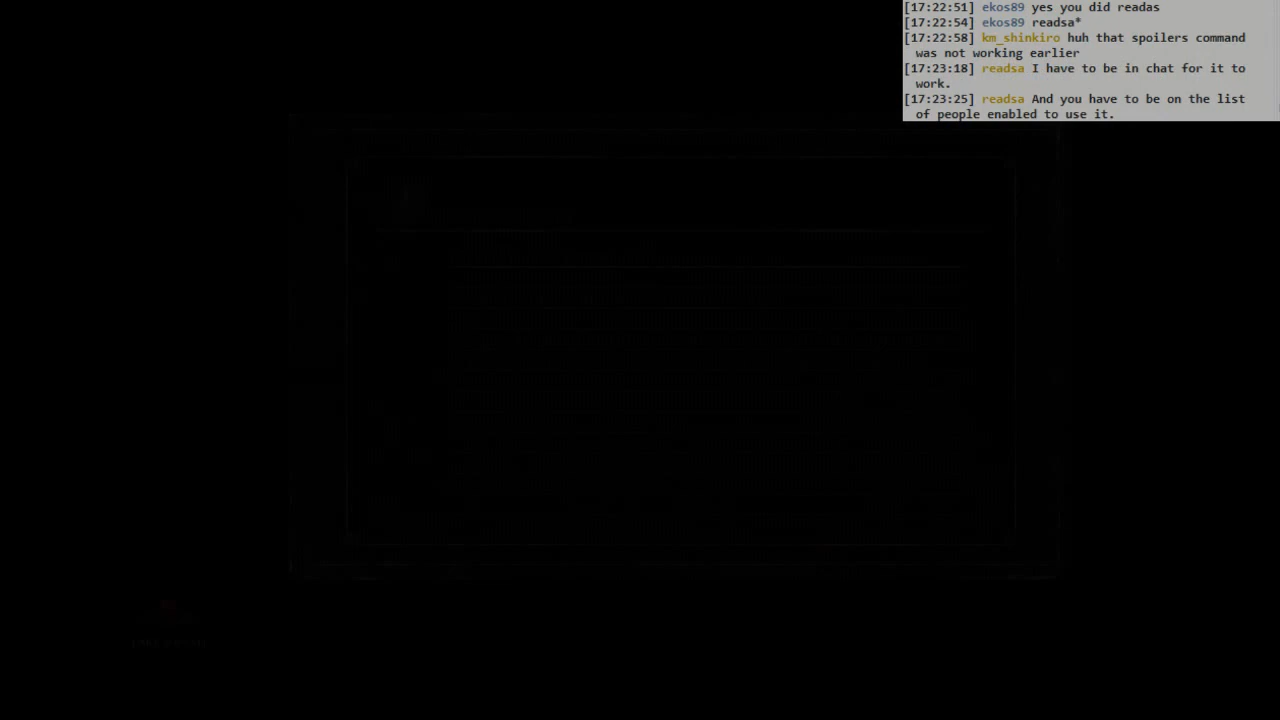 [17:22:51] ekos89 yes you did readas
[17:22:54] ekos89 readsa*
[17:22:58] km_shinkiro huh that spoilers command
was not working earlier
[17:23:18] readsa I have to be in chat for it to
work.
[17:23:25] readsa And you have to be on the list
of people enabled to use it.